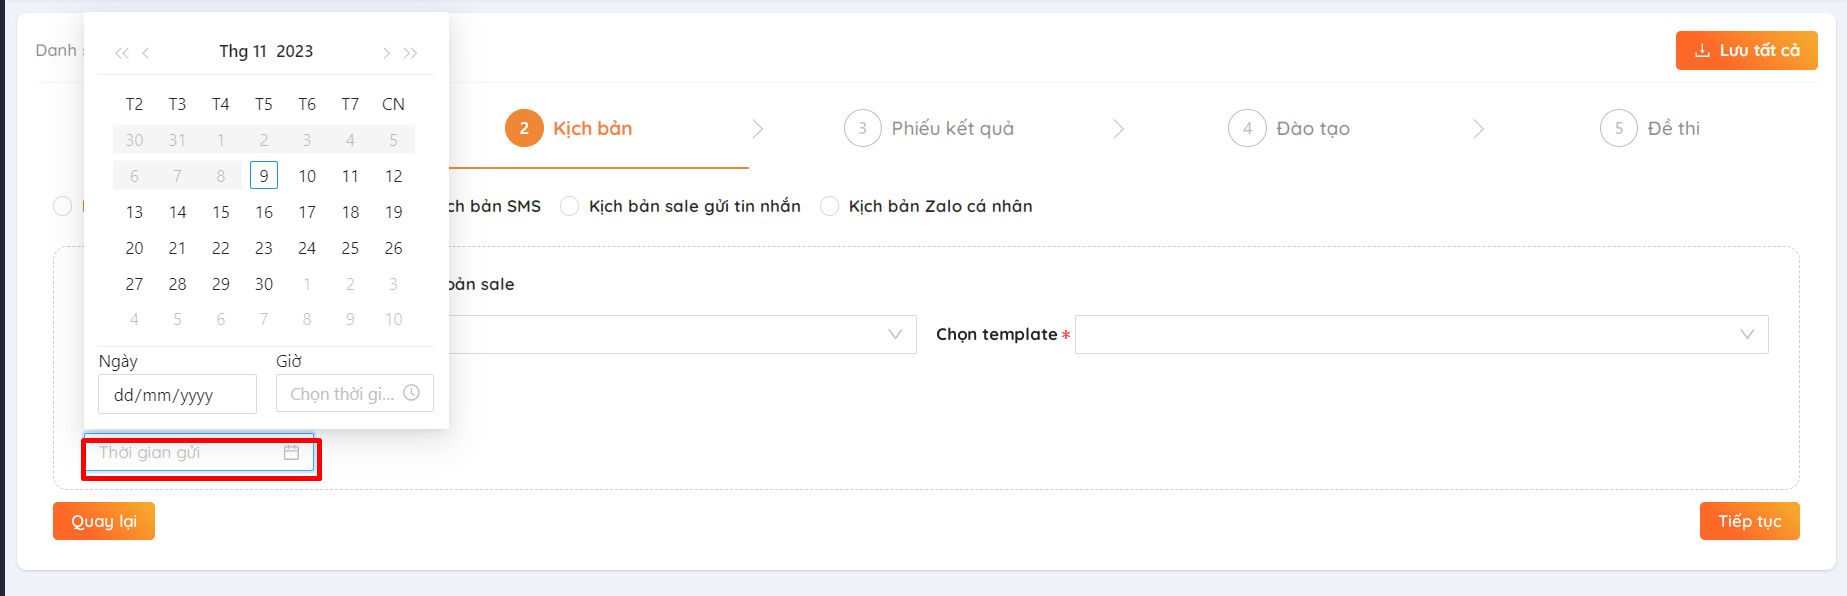 Danh
Lưu tất cả
Thg 11 2023
T2 T3 T4 T5 T6 T7 CN
30 31 1 2 3 4 5
6 7 8 9 10 11 12
13 14 15 16 17 18 19
20 21 22 23 24 25 26
27 28 29 30 1 2 3
4 5 6 7 8 9 10
Ngày Giờ
dd/mm/yyyy Chọn thời gi...
Thời gian gửi
2 Kịch bản
3 Phiếu kết quả
4 Đào tạo
5 Đề thi
ch bản SMS Kịch bản sale gửi tin nhắn Kịch bản Zalo cá nhân
bản sale
Chọn template *
Quay lại Tiếp tục